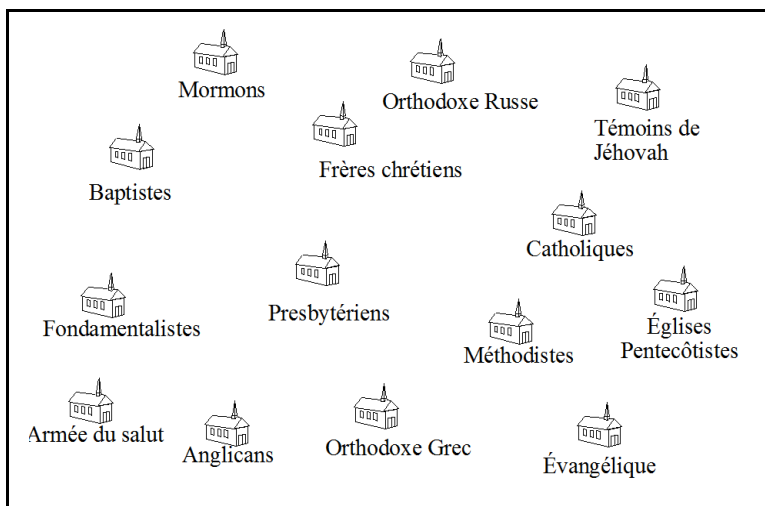 Mormons
Orthodoxe Russe
Témoins de
Jéhovah
Frères chrétiens
Baptistes
Catholiques
Presbytériens
Fondamentalistes
Méthodistes
Églises
Pentecôtistes
Armée du salut
Anglicans
Orthodoxe Grec
Évangélique